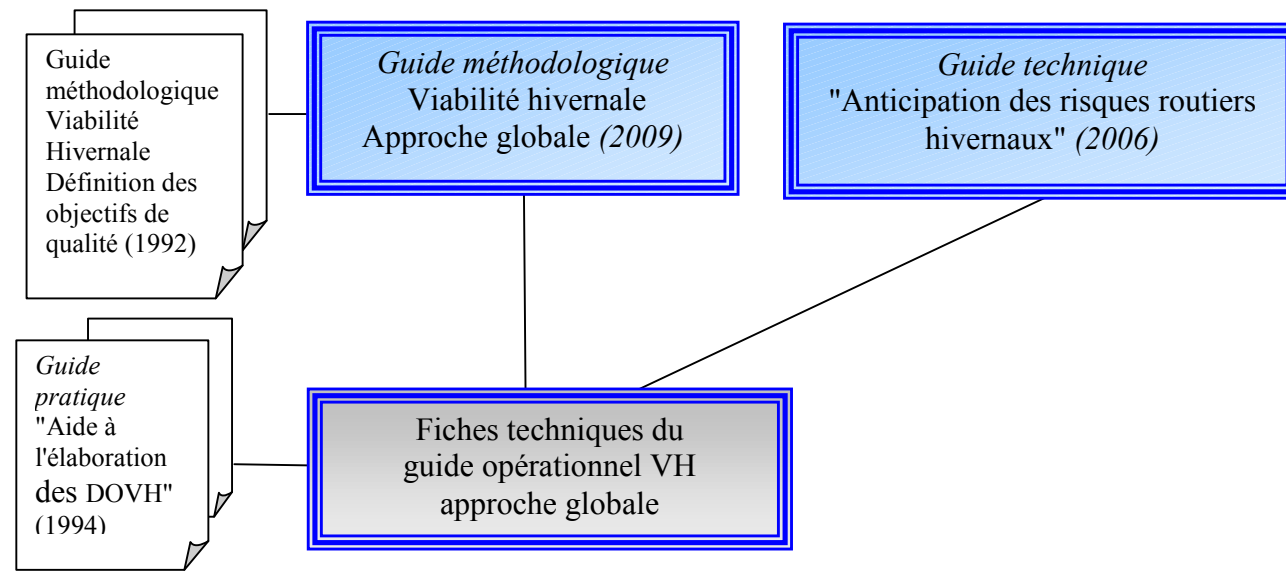 Guide
méthodologique
Viabilité
Hivernale
Définition des
objectifs de
qualité (1992)
Guide méthodologique
Viabilité hivernale
Approche globale (2009)
Guide technique
"Anticipation des risques routiers
hivernaux" (2006)
Guide
pratique
"Aide à
l'élaboration
des DOVH"
(1994)
Fiches techniques du
guide opérationnel VH
approche globale